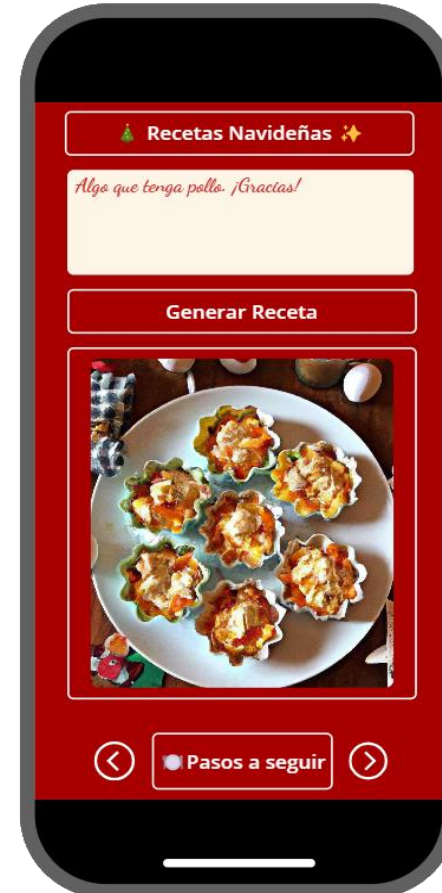 🎄 Recetas Navideñas ✨
Algo que tenga pollo. ¡Gracias!
Generar Receta
🍽️ Pasos a seguir